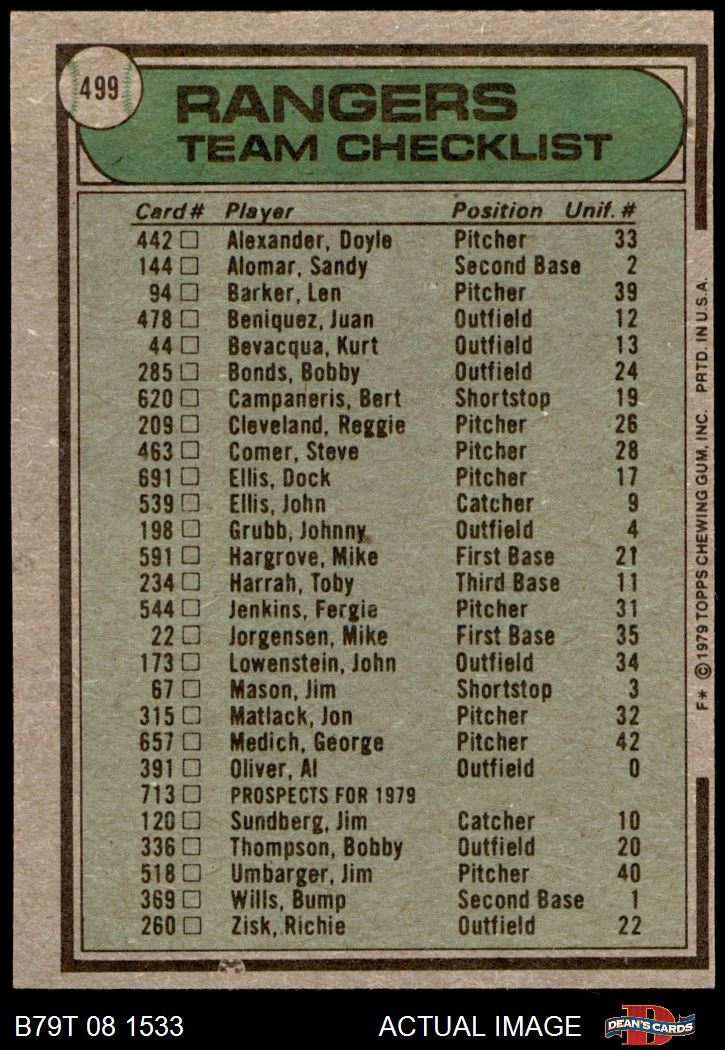 499
RANGERS
TEAM CHECKLIST
Card # Player Position Unif. #
442 Alexander, Doyle Pitcher 33
144 Alomar, Sandy Second Base 2
94 Barker, Len Pitcher 39
478 Beniquez, Juan Outfield 12
44 Bevacqua, Kurt Outfield 13
285 Bonds, Bobby Outfield 24
620 Campaneris, Bert Shortstop 19
209 Cleveland, Reggie Pitcher 26
463 Comer, Steve Pitcher 28
691 Ellis, Dock Pitcher 17
539 Ellis, John Catcher 9
198 Grubb, Johnny Outfield 4
591 Hargrove, Mike First Base 21
234 Harrah, Toby Third Base 11
544 Jenkins, Fergie Pitcher 31
22 Jorgensen, Mike First Base 35
173 Lowenstein, John Outfield 34
67 Mason, Jim Shortstop 3
315 Matlack, Jon Pitcher 32
657 Medich, George Pitcher 42
391 Oliver, Al Outfield 0
713 PROSPECTS FOR 1979
120 Sundberg, Jim Catcher 10
336 Thompson, Bobby Outfield 20
518 Umbarger, Jim Pitcher 40
369 Wills, Bump Second Base 1
260 Zisk, Richie Outfield 22
F* © 1979 TOPPS CHEWING GUM, INC. PRTD. IN U.S.A.
B79T 08 1533 ACTUAL IMAGE
D
DEAN'S CARDS